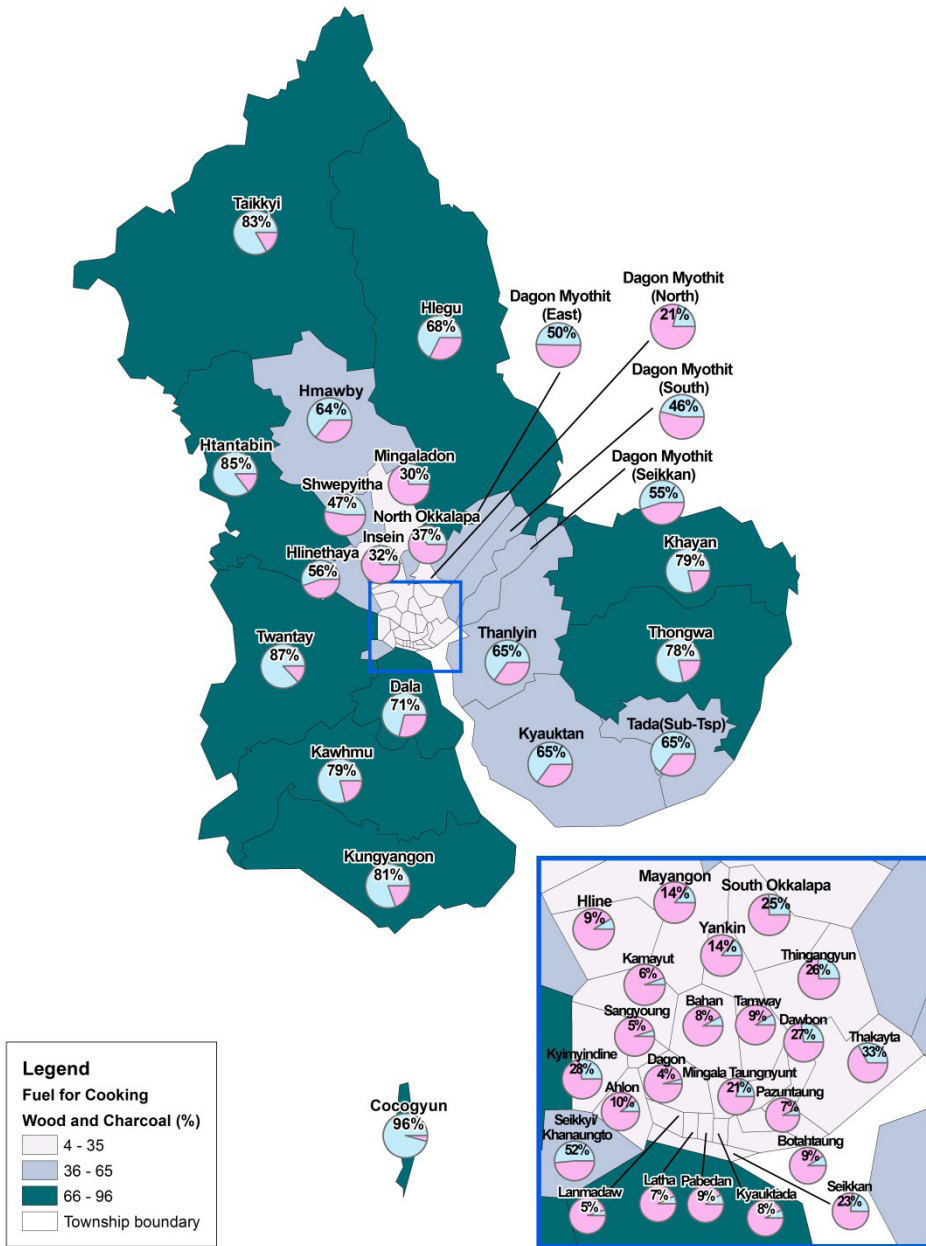 Taikkyi
83%
Hlegu
68%
Dagon Myothit
(East)
50%
Dagon Myothit
(North)
21%
Dagon Myothit
(South)
46%
Dagon Myothit
(Seikkan)
55%
Hmawby
64%
Htantabin
85%
Mingaladon
30%
Shwepyitha
47%
North Okkalapa
37%
Insein
32%
Hlinethaya
56%
Khayan
79%
Twantay
87%
Thanlyin
65%
Thongwa
78%
Dala
71%
Kyauktan
65%
Tada(Sub-Tsp)
65%
Kawhmu
79%
Kungyangon
81%
Cocogyun
96%
Legend
Fuel for Cooking
Wood and Charcoal (%)
4 - 35
36 - 65
66 - 96
Township boundary
Mayangon
14%
South Okkalapa
25%
Hline
9%
Yankin
14%
Thingangyun
26%
Kamayut
6%
Bahan
8%
Tamway
9%
Sangyoung
5%
Dawbon
27%
Thakayta
33%
Kyimyindine
28%
Dagon
4%
Mingala Taungnyunt
21%
Ahlon
10%
Pazuntaung
7%
Seikkyi/
Khanaungto
52%
Botahtaung
9%
Lanmadaw
5%
Latha
7%
Pabedan
9%
Kyauktada
8%
Seikkan
23%